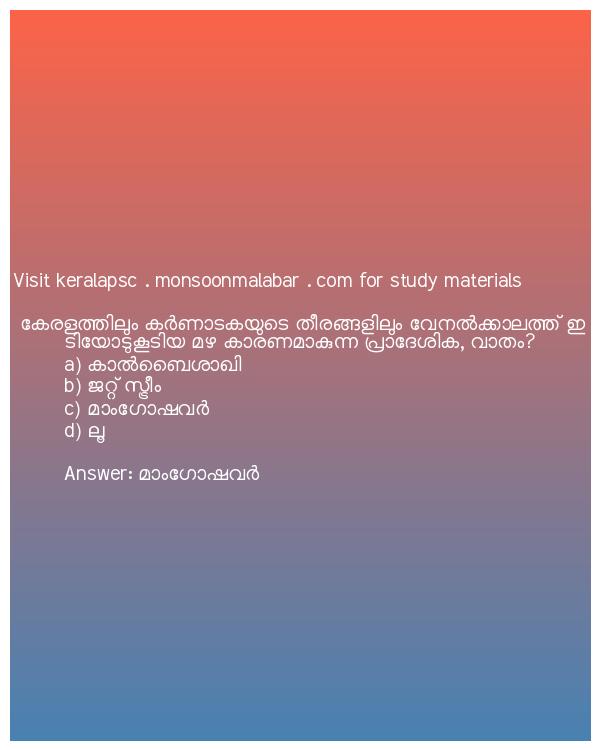 Visit keralapsc . monsoonmalabar . com for study materials
കേരളത്തിലും കർണാടകയുടെ തീരങ്ങളിലും വേനൽക്കാലത്ത് ഇ
ടിയോടുകൂടിയ മഴ കാരണമാകുന്ന പ്രാദേശിക, വാതം?
a) കാൽബൈശാഖി
b) ജറ്റ് സ്ട്രീം
c) മാംഗോഷവർ
d) ലൂ
Answer: മാംഗോഷവർ